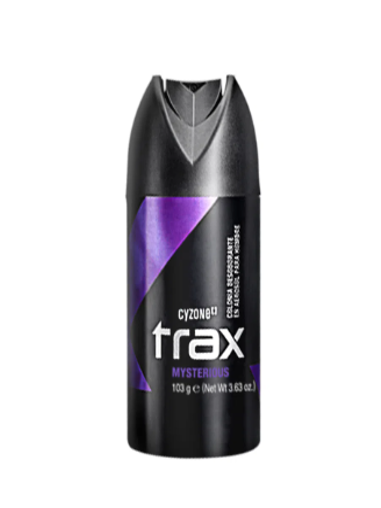 COLONIA DESODORANTE
EN AEROSOL PARA HOMBRE
cyzone
trax
MYSTERIOUS
103 g e (Net Wt 3.63 oz.)